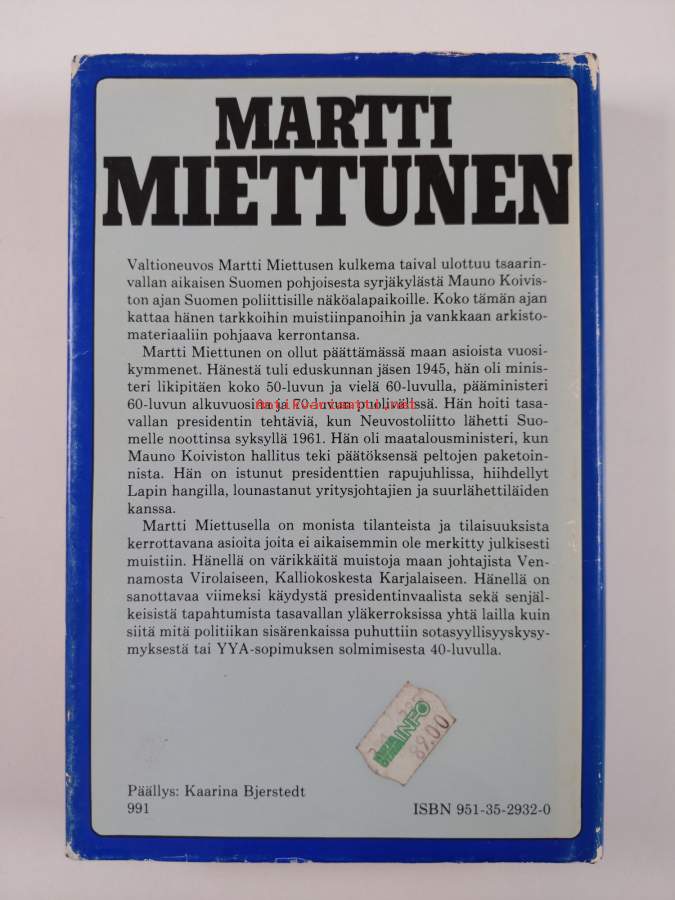 MARTTI
MIETTUNEN
Valtioneuvos Martti Miettusen kulkema taival ulottuu tsaarin-
vallan aikaisen Suomen pohjoisesta syrjäkylästä Mauno Koivis-
ton ajan Suomen poliittisille näköalapaikoille. Koko tämän ajan
kattaa hänen tarkkoihin muistiinpanoihin ja vankkaan arkisto-
materiaaliin pohjaava kerrontansa.
Martti Miettunen on ollut päättämässä maan asioista vuosi-
kymmenet. Hänestä tuli eduskunnan jäsen 1945, hän oli minis-
teri likipitäen koko 50-luvun ja vielä 60-luvulla, pääministeri
60-luvun alkuvuosina ja 70-luvun puolivälissä. Hän hoiti tasa-
vallan presidentin tehtäviä, kun Neuvostoliitto lähetti Suo-
melle noottinsa syksyllä 1961. Hän oli maatalousministeri, kun
Mauno Koiviston hallitus teki päätöksensä peltojen paketoin-
nista. Hän on istunut presidenttien rapujuhlissa, hiihdellyt
Lapin hangilla, lounastanut yritysjohtajien ja suurlähettiläiden
kanssa.
Martti Miettusella on monista tilanteista ja tilaisuuksista
kerrottavana asioita joita ei aikaisemmin ole merkitty julkisesti
muistiin. Hänellä on värikkäitä muistoja maan johtajista Ven-
namosta Virolaiseen, Kalliokoskesta Karjalaiseen. Hänellä on
sanottavaa viimeksi käydystä presidentinvaalista sekä senjäl-
keisistä tapahtumista tasavallan yläkerroksissa yhtä lailla kuin
siitä mitä politiikan sisärenkaissa puhuttiin sotasyyllisyyskysy-
myksestä tai YYA-sopimuksen solmimisesta 40-luvulla.
INFO
89.00
Päällys: Kaarina Bjerstedt
991
ISBN 951-35-2932-0